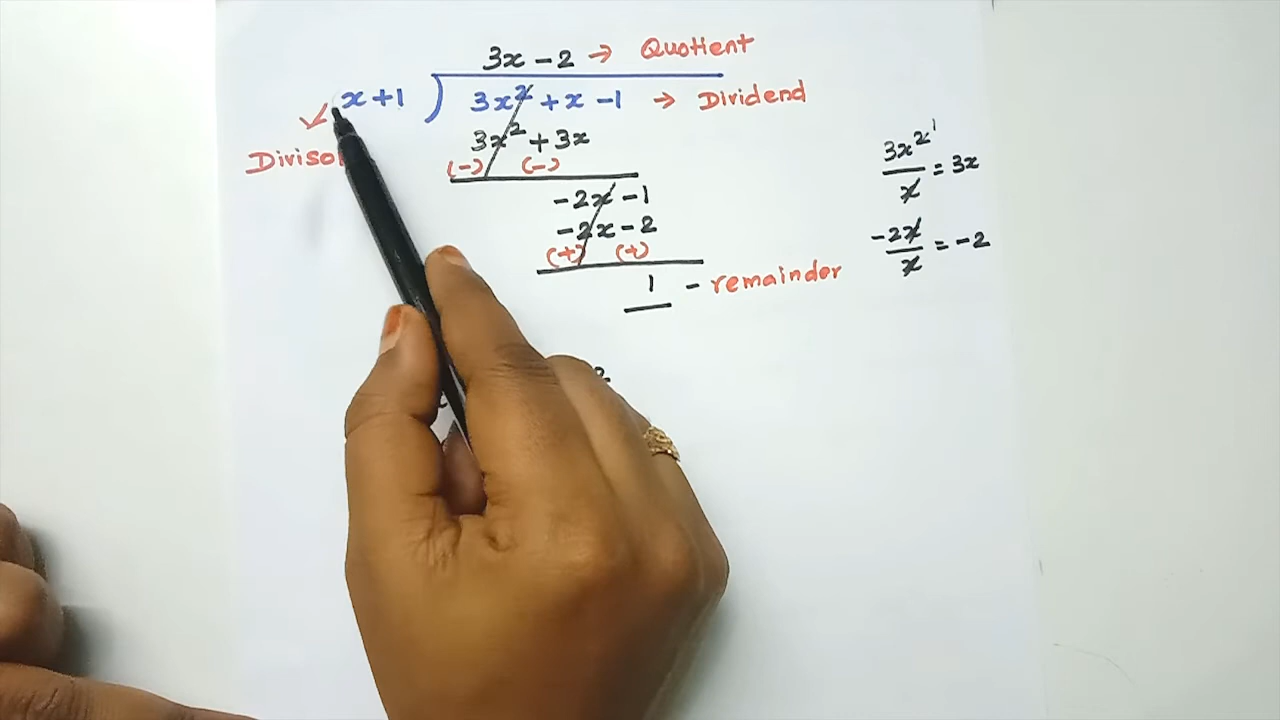 3x - 2 → Quotient
x + 1 ) 3x² + x - 1 → Dividend
3x² + 3x
(-) (-)
-2x - 1
-2x - 2
(+) (+)
1 - remainder
3x² / x = 3x
-2x / x = -2